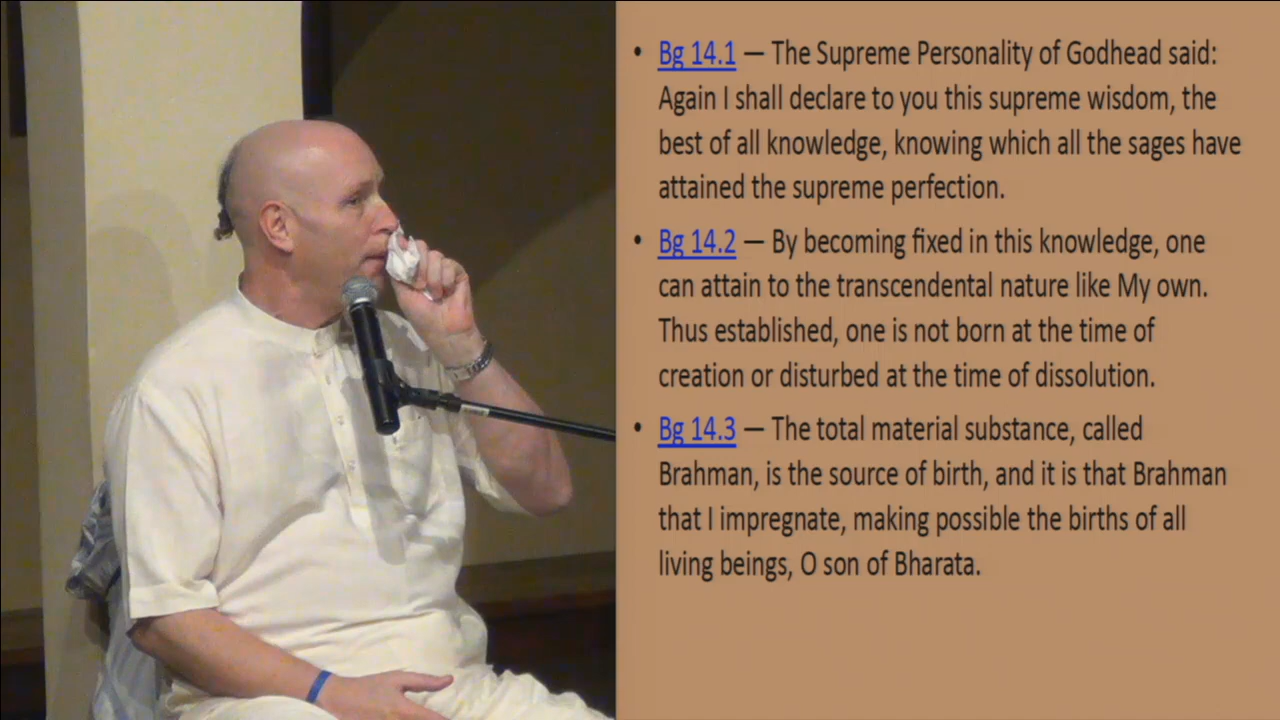 • Bg 14.1 — The Supreme Personality of Godhead said:
Again I shall declare to you this supreme wisdom, the
best of all knowledge, knowing which all the sages have
attained the supreme perfection.
• Bg 14.2 — By becoming fixed in this knowledge, one
can attain to the transcendental nature like My own.
Thus established, one is not born at the time of
creation or disturbed at the time of dissolution.
• Bg 14.3 — The total material substance, called
Brahman, is the source of birth, and it is that Brahman
that I impregnate, making possible the births of all
living beings, O son of Bharata.